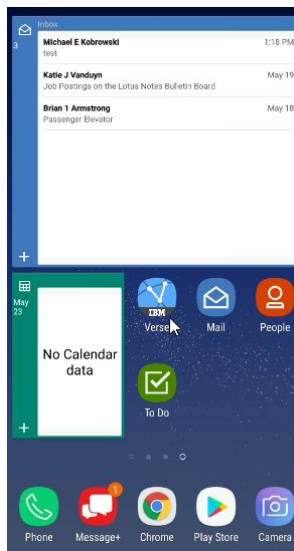 Inbox
3
Michael E Kobrowski 1:18 PM
test
Katie J Vanduyn May 19
Job Postings on the Lotus Notes Bulletin Board
Brian 1 Armstrong May 18
Passenger Elevator
+
May
23
No Calendar
data
+
IBM
Verse Mail People
To Do
1
Phone Message+ Chrome Play Store Camera